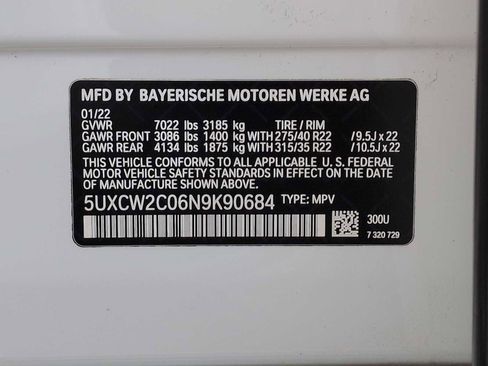 MFD BY BAYERISCHE MOTOREN WERKE AG
01/22
GVWR 7022 lbs 3185 kg TIRE / RIM
GAWR FRONT 3086 lbs 1400 kg WITH 275/40 R22 /9.5J x 22
GAWR REAR 4134 lbs 1875 kg WITH 315/35 R22 /10.5J x 22
THIS VEHICLE CONFORMS TO ALL APPLICABLE U. S. FEDERAL
MOTOR VEHICLE SAFETY STANDARDS IN EFFECT
ON THE DATE OF MANUFACTURE SHOWN ABOVE.
5UXCW2C06N9K90684 TYPE: MPV
300U
7 320 729